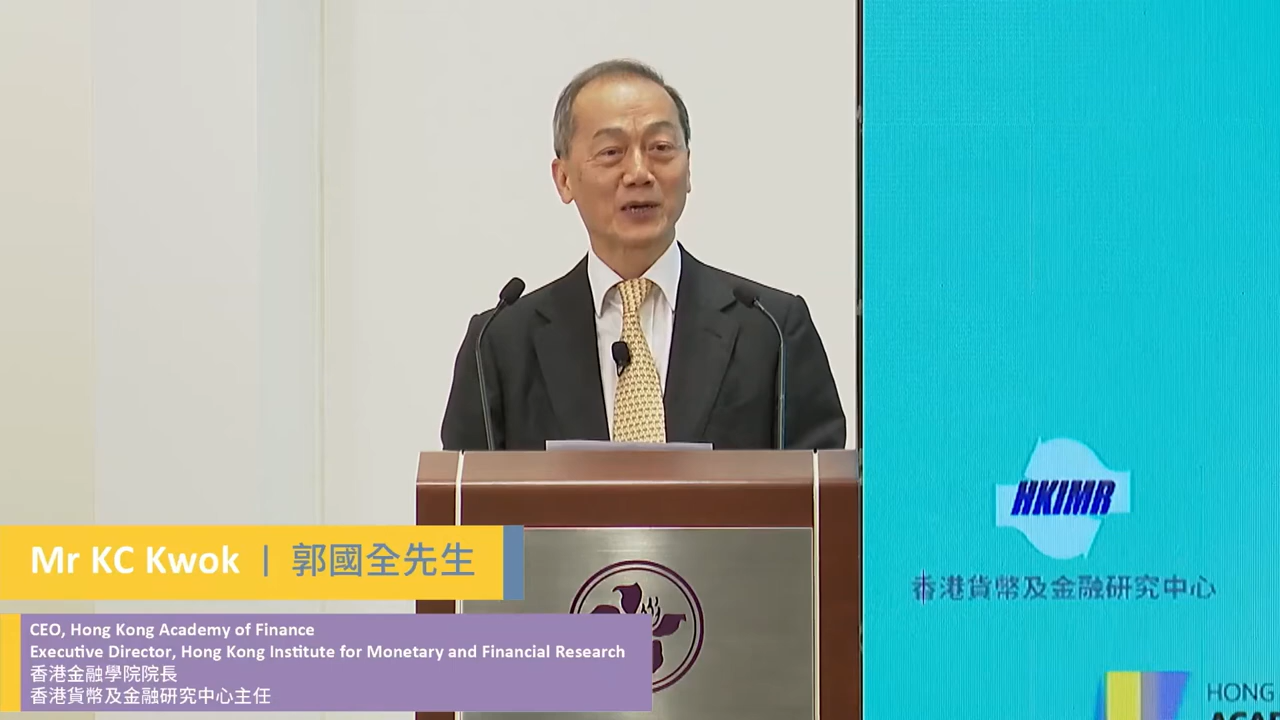 HKIMR
香港貨幣及金融研究中心
Mr KC Kwok | 郭國全先生
CEO, Hong Kong Academy of Finance
Executive Director, Hong Kong Institute for Monetary and Financial Research
香港金融學院院長
香港貨幣及金融研究中心主任
HONG